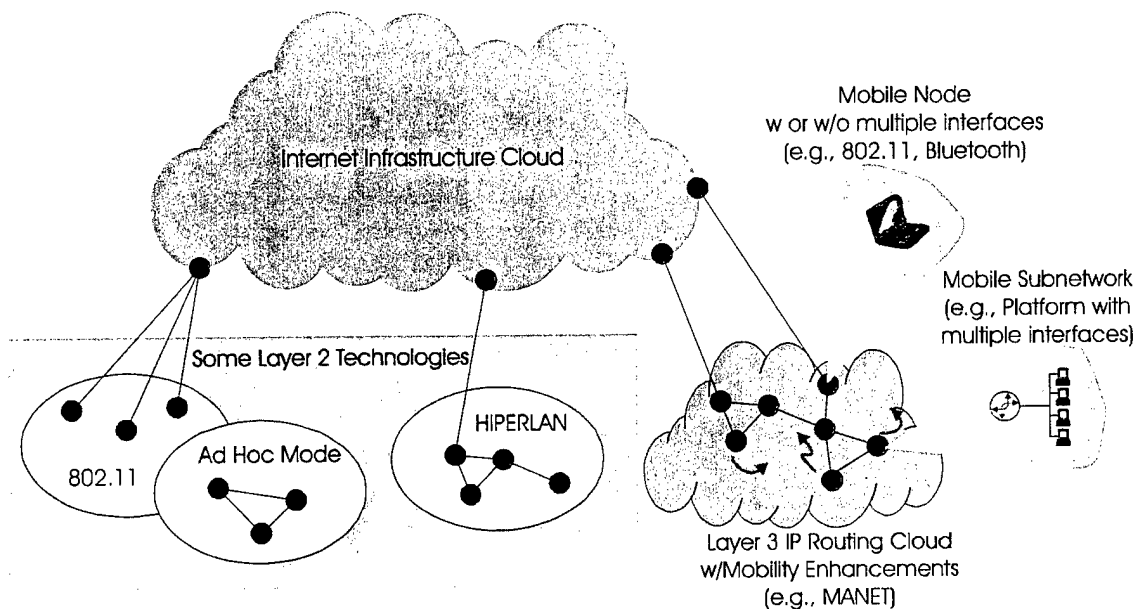 Internet Infrastructure Cloud
Mobile Node
w or w/o multiple interfaces
(e.g., 802.11, Bluetooth)
Mobile Subnetwork
(e.g., Platform with
multiple interfaces)
Some Layer 2 Technologies
802.11
Ad Hoc Mode
HIPERLAN
Layer 3 IP Routing Cloud
w/Mobility Enhancements
(e.g., MANET)